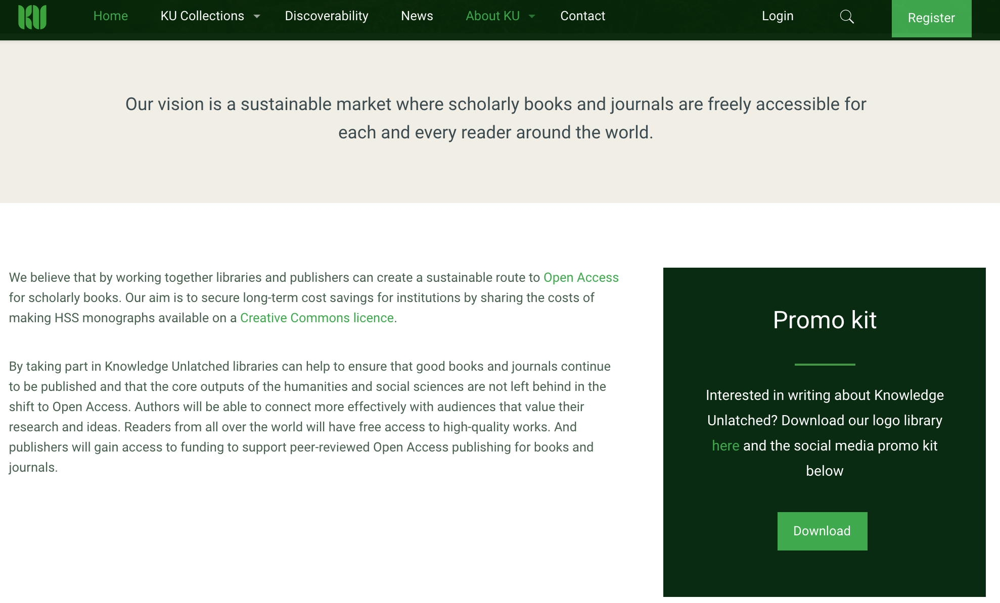 KU
Home KU Collections Discoverability News About KU Contact Login Register
Our vision is a sustainable market where scholarly books and journals are freely accessible for
each and every reader around the world.
We believe that by working together libraries and publishers can create a sustainable route to Open Access
for scholarly books. Our aim is to secure long-term cost savings for institutions by sharing the costs of
making HSS monographs available on a Creative Commons licence.
By taking part in Knowledge Unlatched libraries can help to ensure that good books and journals continue
to be published and that the core outputs of the humanities and social sciences are not left behind in the
shift to Open Access. Authors will be able to connect more effectively with audiences that value their
research and ideas. Readers from all over the world will have free access to high-quality works. And
publishers will gain access to funding to support peer-reviewed Open Access publishing for books and
journals.
Promo kit
Interested in writing about Knowledge
Unlatched? Download our logo library
here and the social media promo kit
below
Download